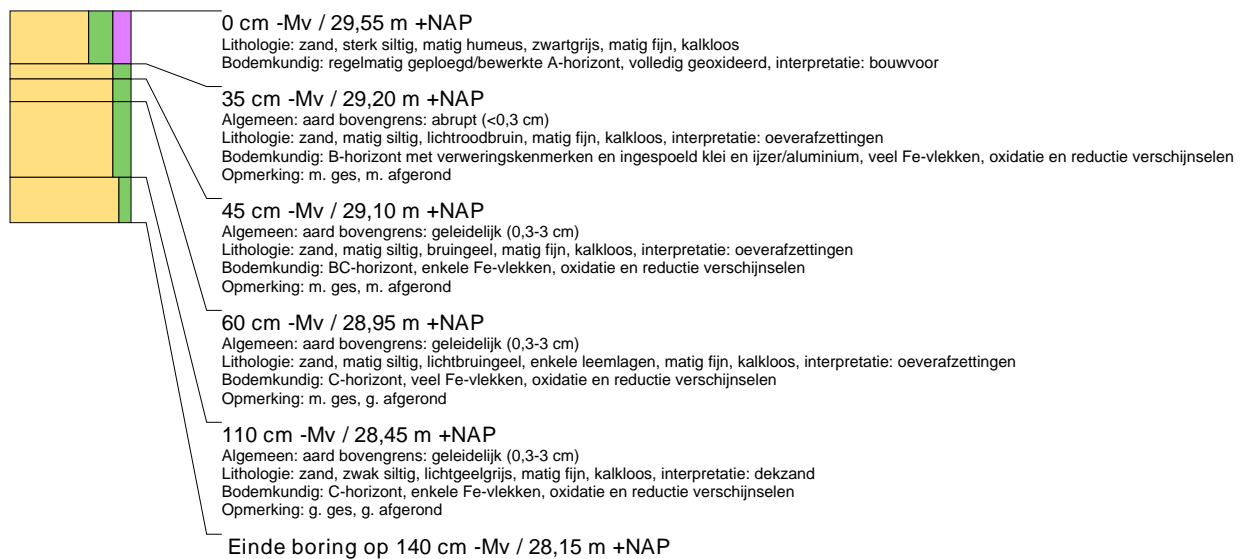 0 cm -Mv / 29,55 m +NAP
Lithologie: zand, sterk siltig, matig humeus, zwartgrijs, matig fijn, kalkloos
Bodemkundig: regelmatig geploegd/bewerkte A-horizont, volledig geoxideerd, interpretatie: bouwvoor
35 cm -Mv / 29,20 m +NAP
Algemeen: aard bovengrens: abrupt (<0,3 cm)
Lithologie: zand, matig siltig, lichtroodbruin, matig fijn, kalkloos, interpretatie: oeverafzettingen
Bodemkundig: B-horizont met verweringskenmerken en ingespoeld klei en ijzer/aluminium, veel Fe-vlekken, oxidatie en reductie verschijnselen
Opmerking: m. ges, m. afgerond
45 cm -Mv / 29,10 m +NAP
Algemeen: aard bovengrens: geleidelijk (0,3-3 cm)
Lithologie: zand, matig siltig, bruingeel, matig fijn, kalkloos, interpretatie: oeverafzettingen
Bodemkundig: BC-horizont, enkele Fe-vlekken, oxidatie en reductie verschijnselen
Opmerking: m. ges, m. afgerond
60 cm -Mv / 28,95 m +NAP
Algemeen: aard bovengrens: geleidelijk (0,3-3 cm)
Lithologie: zand, matig siltig, lichtbruingeel, enkele leemlagen, matig fijn, kalkloos, interpretatie: oeverafzettingen
Bodemkundig: C-horizont, veel Fe-vlekken, oxidatie en reductie verschijnselen
Opmerking: m. ges, g. afgerond
110 cm -Mv / 28,45 m +NAP
Algemeen: aard bovengrens: geleidelijk (0,3-3 cm)
Lithologie: zand, zwak siltig, lichtgeelgrijs, matig fijn, kalkloos, interpretatie: dekzand
Bodemkundig: C-horizont, enkele Fe-vlekken, oxidatie en reductie verschijnselen
Opmerking: g. ges, g. afgerond
Einde boring op 140 cm -Mv / 28,15 m +NAP